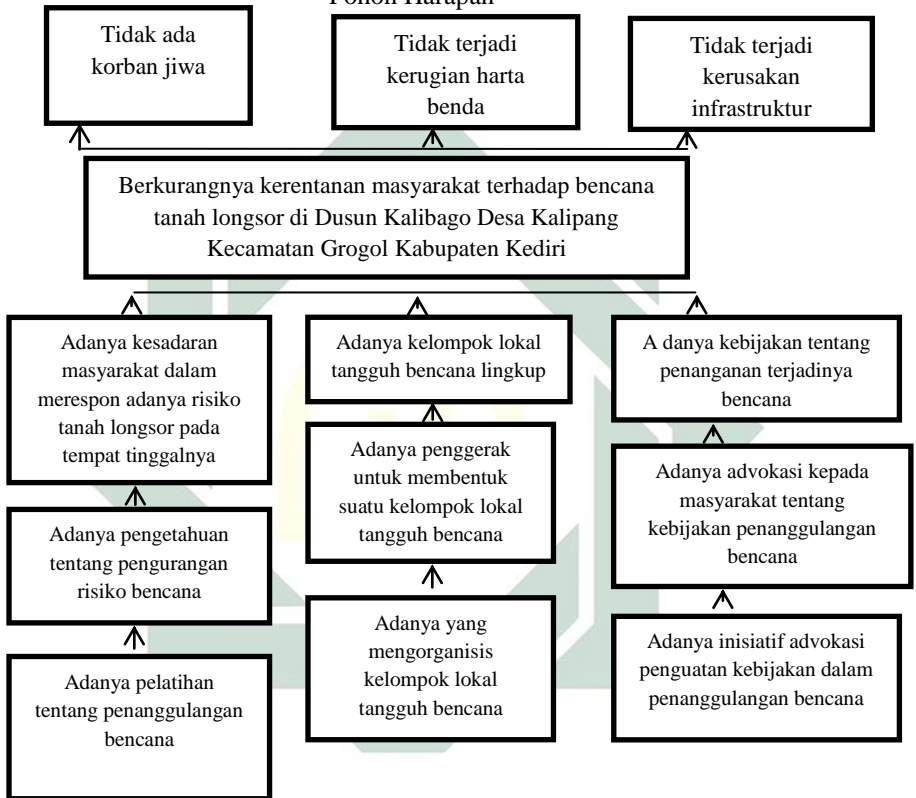 Pohon Harapan
Tidak ada
korban jiwa
Tidak terjadi
kerugian harta
benda
Tidak terjadi
kerusakan
infrastruktur
Berkurangnya kerentanan masyarakat terhadap bencana
tanah longsor di Dusun Kalibago Desa Kalipang
Kecamatan Grogol Kabupaten Kediri
Adanya kesadaran
masyarakat dalam
merespon adanya risiko
tanah longsor pada
tempat tinggalnya
Adanya kelompok lokal
tangguh bencana lingkup
A danya kebijakan tentang
penanganan terjadinya
bencana
Adanya pengetahuan
tentang pengurangan
risiko bencana
Adanya penggerak
untuk membentuk
suatu kelompok lokal
tangguh bencana
Adanya advokasi kepada
masyarakat tentang
kebijakan penanggulangan
bencana
Adanya pelatihan
tentang penanggulangan
bencana
Adanya yang
mengorganisis
kelompok lokal
tangguh bencana
Adanya inisiatif advokasi
penguatan kebijakan dalam
penanggulangan bencana